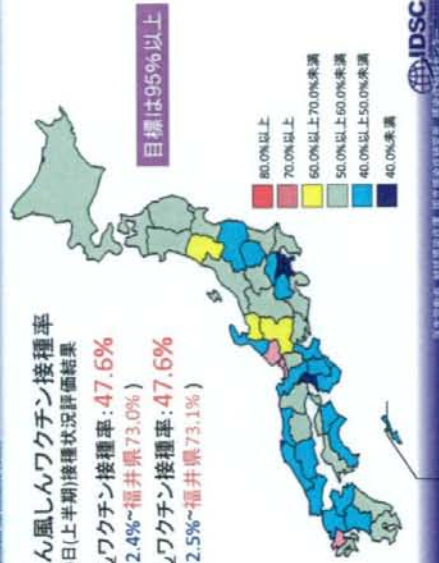 ん風しんワクチン接種率
日(上半期)接種状況評価結果
ワクチン接種率:47.6%
2.4%~福井県73.0%)
ワクチン接種率:47.6%
2.5%~福井県73.1%)
目標は95%以上
80.0%以上
70.0%以上
60.0%以上70.0%未満
50.0%以上60.0%未満
40.0%以上50.0%未満
40.0%未満
IDSC